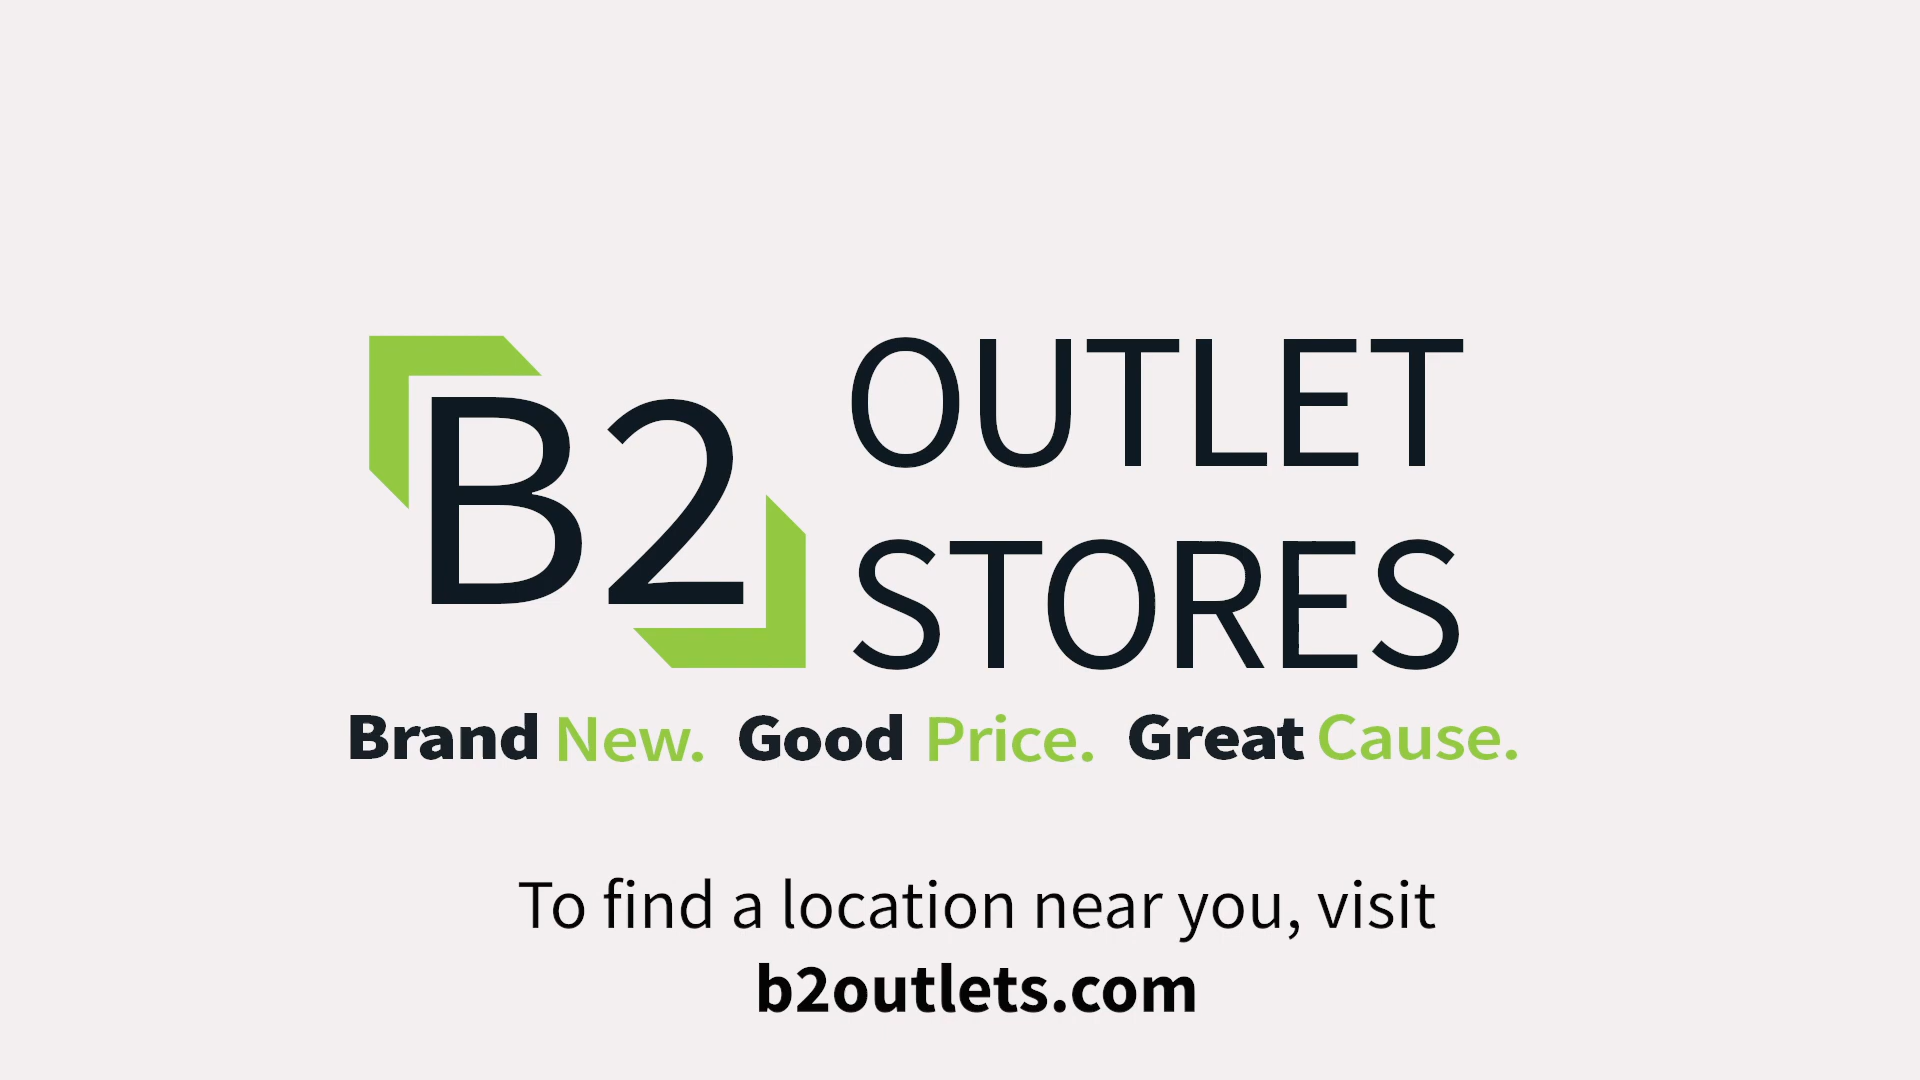 B2 OUTLET
STORES
Brand New. Good Price. Great Cause.
To find a location near you, visit
b2outlets.com